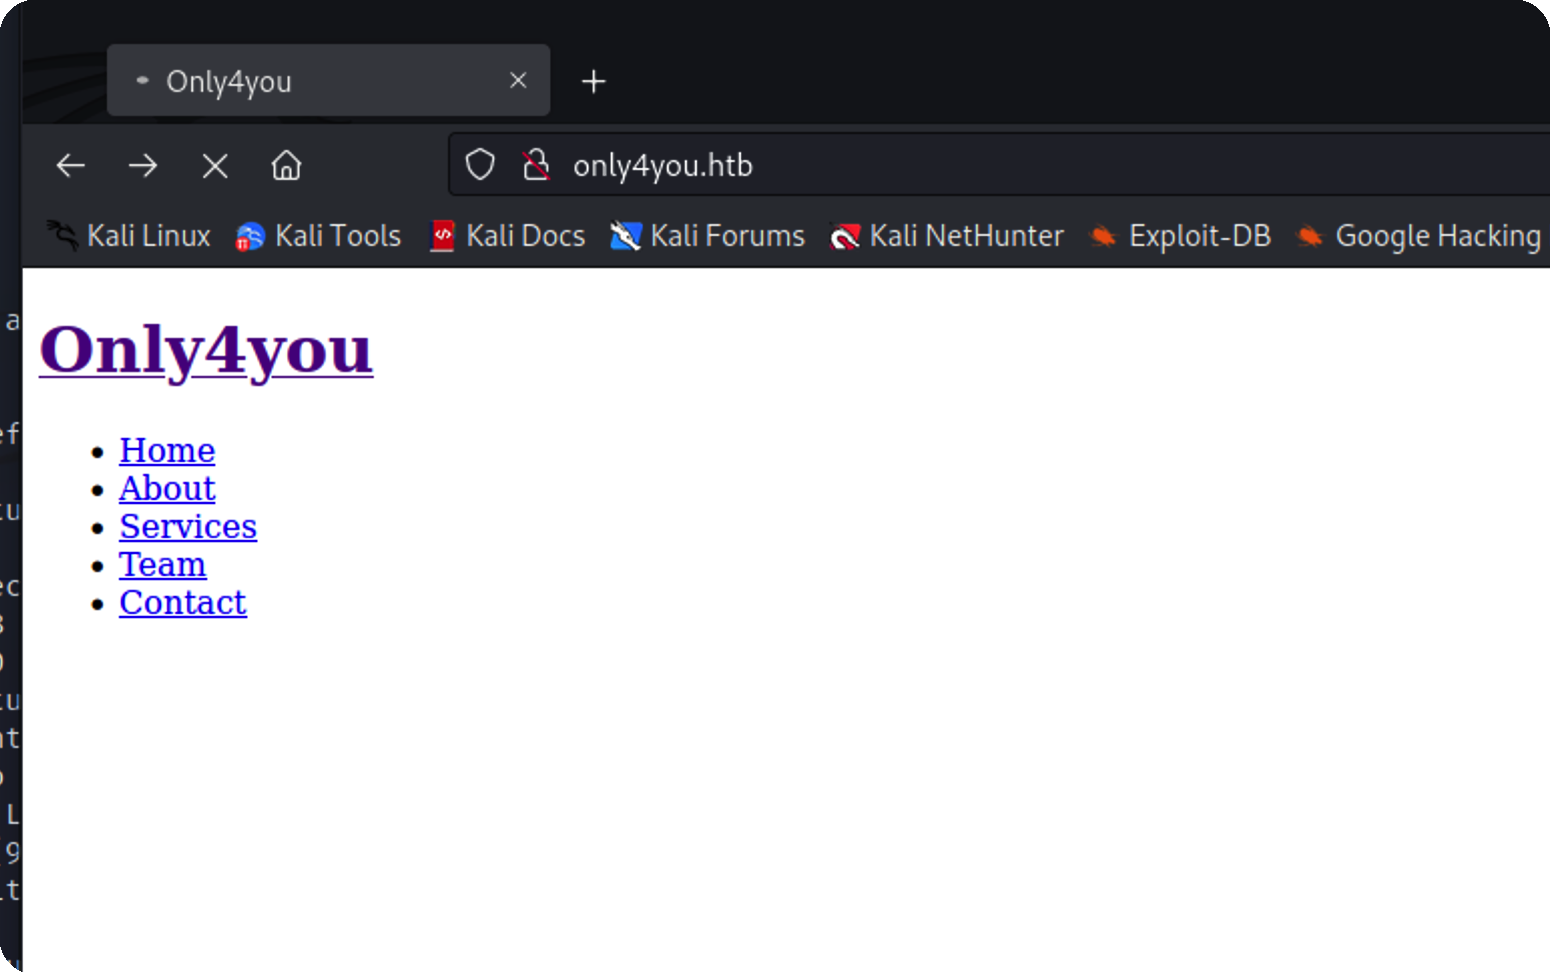 Only4you
only4you.htb
Kali Linux Kali Tools Kali Docs Kali Forums Kali NetHunter Exploit-DB Google Hacking
Only4you
Home
About
Services
Team
Contact